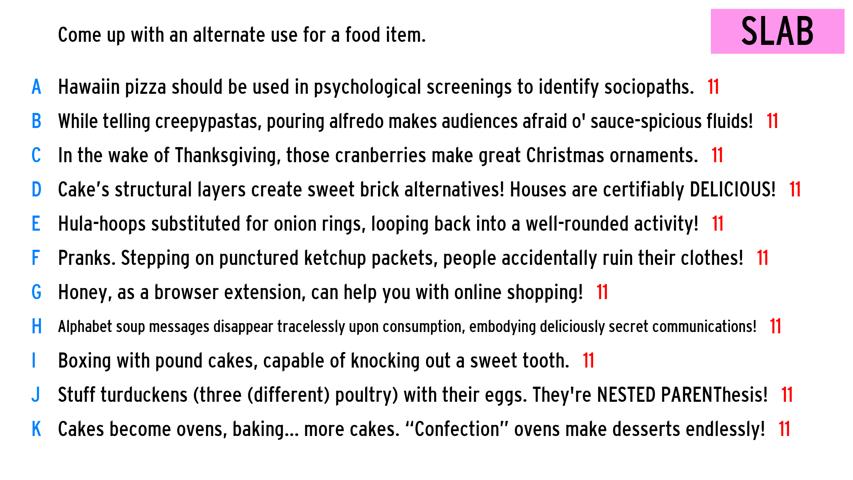 Come up with an alternate use for a food item.
SLAB
A Hawaiin pizza should be used in psychological screenings to identify sociopaths. 11
B While telling creepypastas, pouring alfredo makes audiences afraid o' sauce-spicious fluids! 11
C In the wake of Thanksgiving, those cranberries make great Christmas ornaments. 11
D Cake’s structural layers create sweet brick alternatives! Houses are certifiably DELICIOUS! 11
E Hula-hoops substituted for onion rings, looping back into a well-rounded activity! 11
F Pranks. Stepping on punctured ketchup packets, people accidentally ruin their clothes! 11
G Honey, as a browser extension, can help you with online shopping! 11
H Alphabet soup messages disappear tracelessly upon consumption, embodying deliciously secret communications! 11
I Boxing with pound cakes, capable of knocking out a sweet tooth. 11
J Stuff turduckens (three (different) poultry) with their eggs. They're NESTED PARENThesis! 11
K Cakes become ovens, baking... more cakes. “Confection” ovens make desserts endlessly! 11